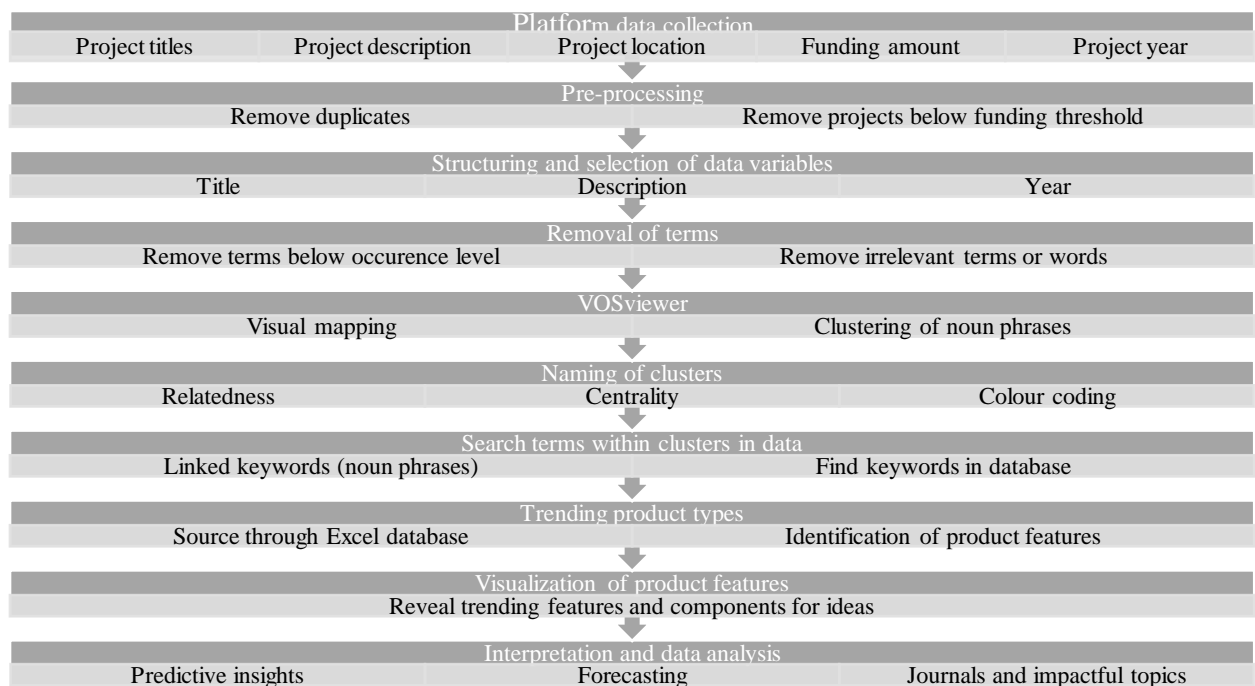 Platform data collection
Project titles Project description Project location Funding amount Project year
Pre-processing
Remove duplicates Remove projects below funding threshold
Structuring and selection of data variables
Title Description Year
Removal of terms
Remove terms below occurence level Remove irrelevant terms or words
VOSviewer
Visual mapping Clustering of noun phrases
Naming of clusters
Relatedness Centrality Colour coding
Search terms within clusters in data
Linked keywords (noun phrases) Find keywords in database
Trending product types
Source through Excel database Identification of product features
Visualization of product features
Reveal trending features and components for ideas
Interpretation and data analysis
Predictive insights Forecasting Journals and impactful topics